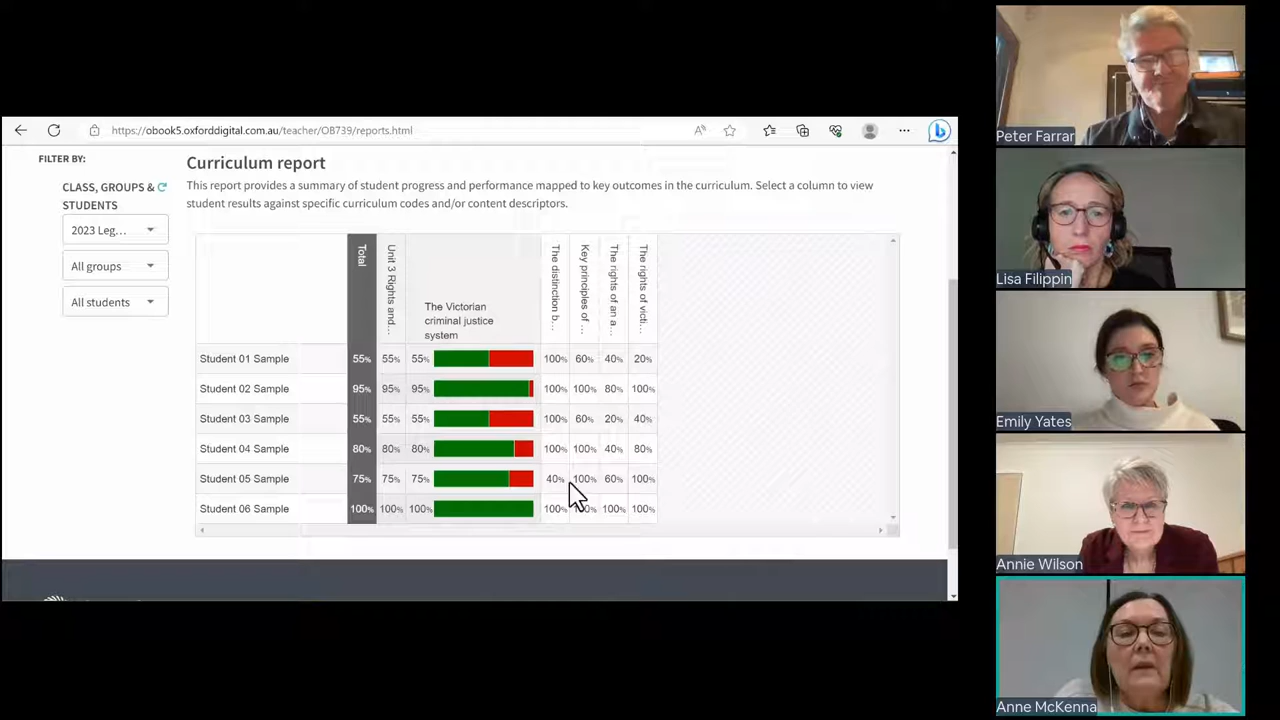 https://obook5.oxforddigital.com.au/teacher/OB739/reports.html
FILTER BY:
CLASS, GROUPS &
STUDENTS
2023 Leg...
All groups
All students
Curriculum report
This report provides a summary of student progress and performance mapped to key outcomes in the curriculum. Select a column to view
student results against specific curriculum codes and/or content descriptors.
Total
Unit 3 Rights and...
The Victorian
criminal justice
system
The distinction b...
Key principles of ...
The rights of an a...
The rights of victi...
Student 01 Sample 55% 55% 55% 100% 60% 40% 20%
Student 02 Sample 95% 95% 95% 100% 100% 80% 100%
Student 03 Sample 55% 55% 55% 100% 60% 20% 40%
Student 04 Sample 80% 80% 80% 100% 100% 40% 80%
Student 05 Sample 75% 75% 75% 40% 100% 60% 100%
Student 06 Sample 100% 100% 100% 100% 100% 100% 100%
Peter Farrar
Lisa Filippin
Emily Yates
Annie Wilson
Anne McKenna